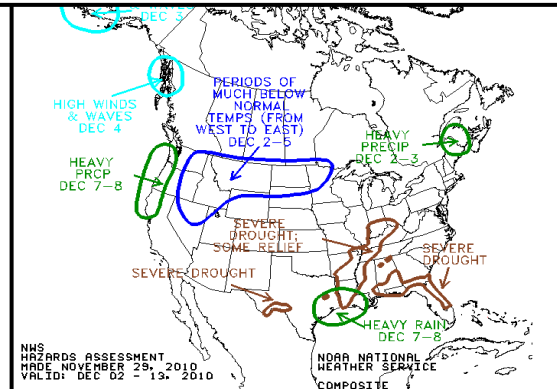 DEC 3
HIGH WINDS
& WAVES
DEC 4
PERIODS OF
MUCH BELOW
NORMAL
TEMPS (FROM
WEST TO EAST)
DEC 2-5
HEAVY
PRECIP
DEC 2-3
HEAVY
PRCP
DEC 7-8
SEVERE
DROUGHT;
SOME RELIEF
SEVERE
DROUGHT
SEVERE DROUGHT
HEAVY RAIN
DEC 7-8
NWS
HAZARDS ASSESSMENT
MADE NOVEMBER 29, 2010
VALID: DEC 02 - 13, 2010
NOAA NATIONAL
WEATHER SERVICE
COMPOSITE